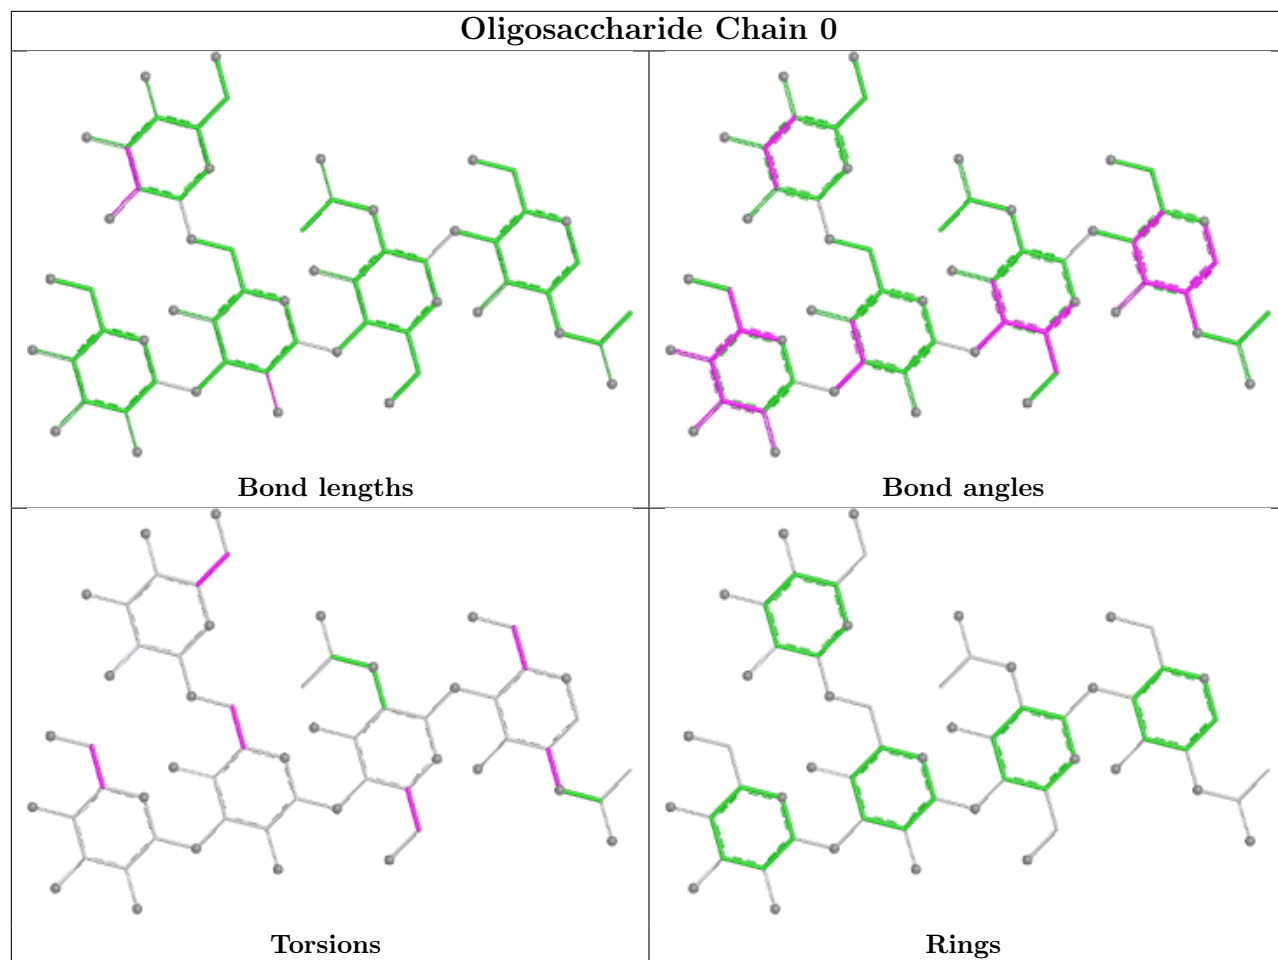 Oligosaccharide Chain 0
Bond lengths
Bond angles
Torsions
Rings